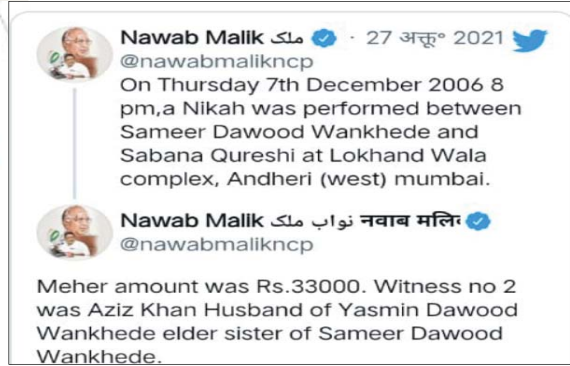 Nawab Malik ملک · 27 अक्तू॰ 2021
@nawabmalikncp
On Thursday 7th December 2006 8
pm,a Nikah was performed between
Sameer Dawood Wankhede and
Sabana Qureshi at Lokhand Wala
complex, Andheri (west) mumbai.
Nawab Malik نواب ملک नवाब मलि
@nawabmalikncp
Meher amount was Rs.33000. Witness no 2
was Aziz Khan Husband of Yasmin Dawood
Wankhede elder sister of Sameer Dawood
Wankhede.